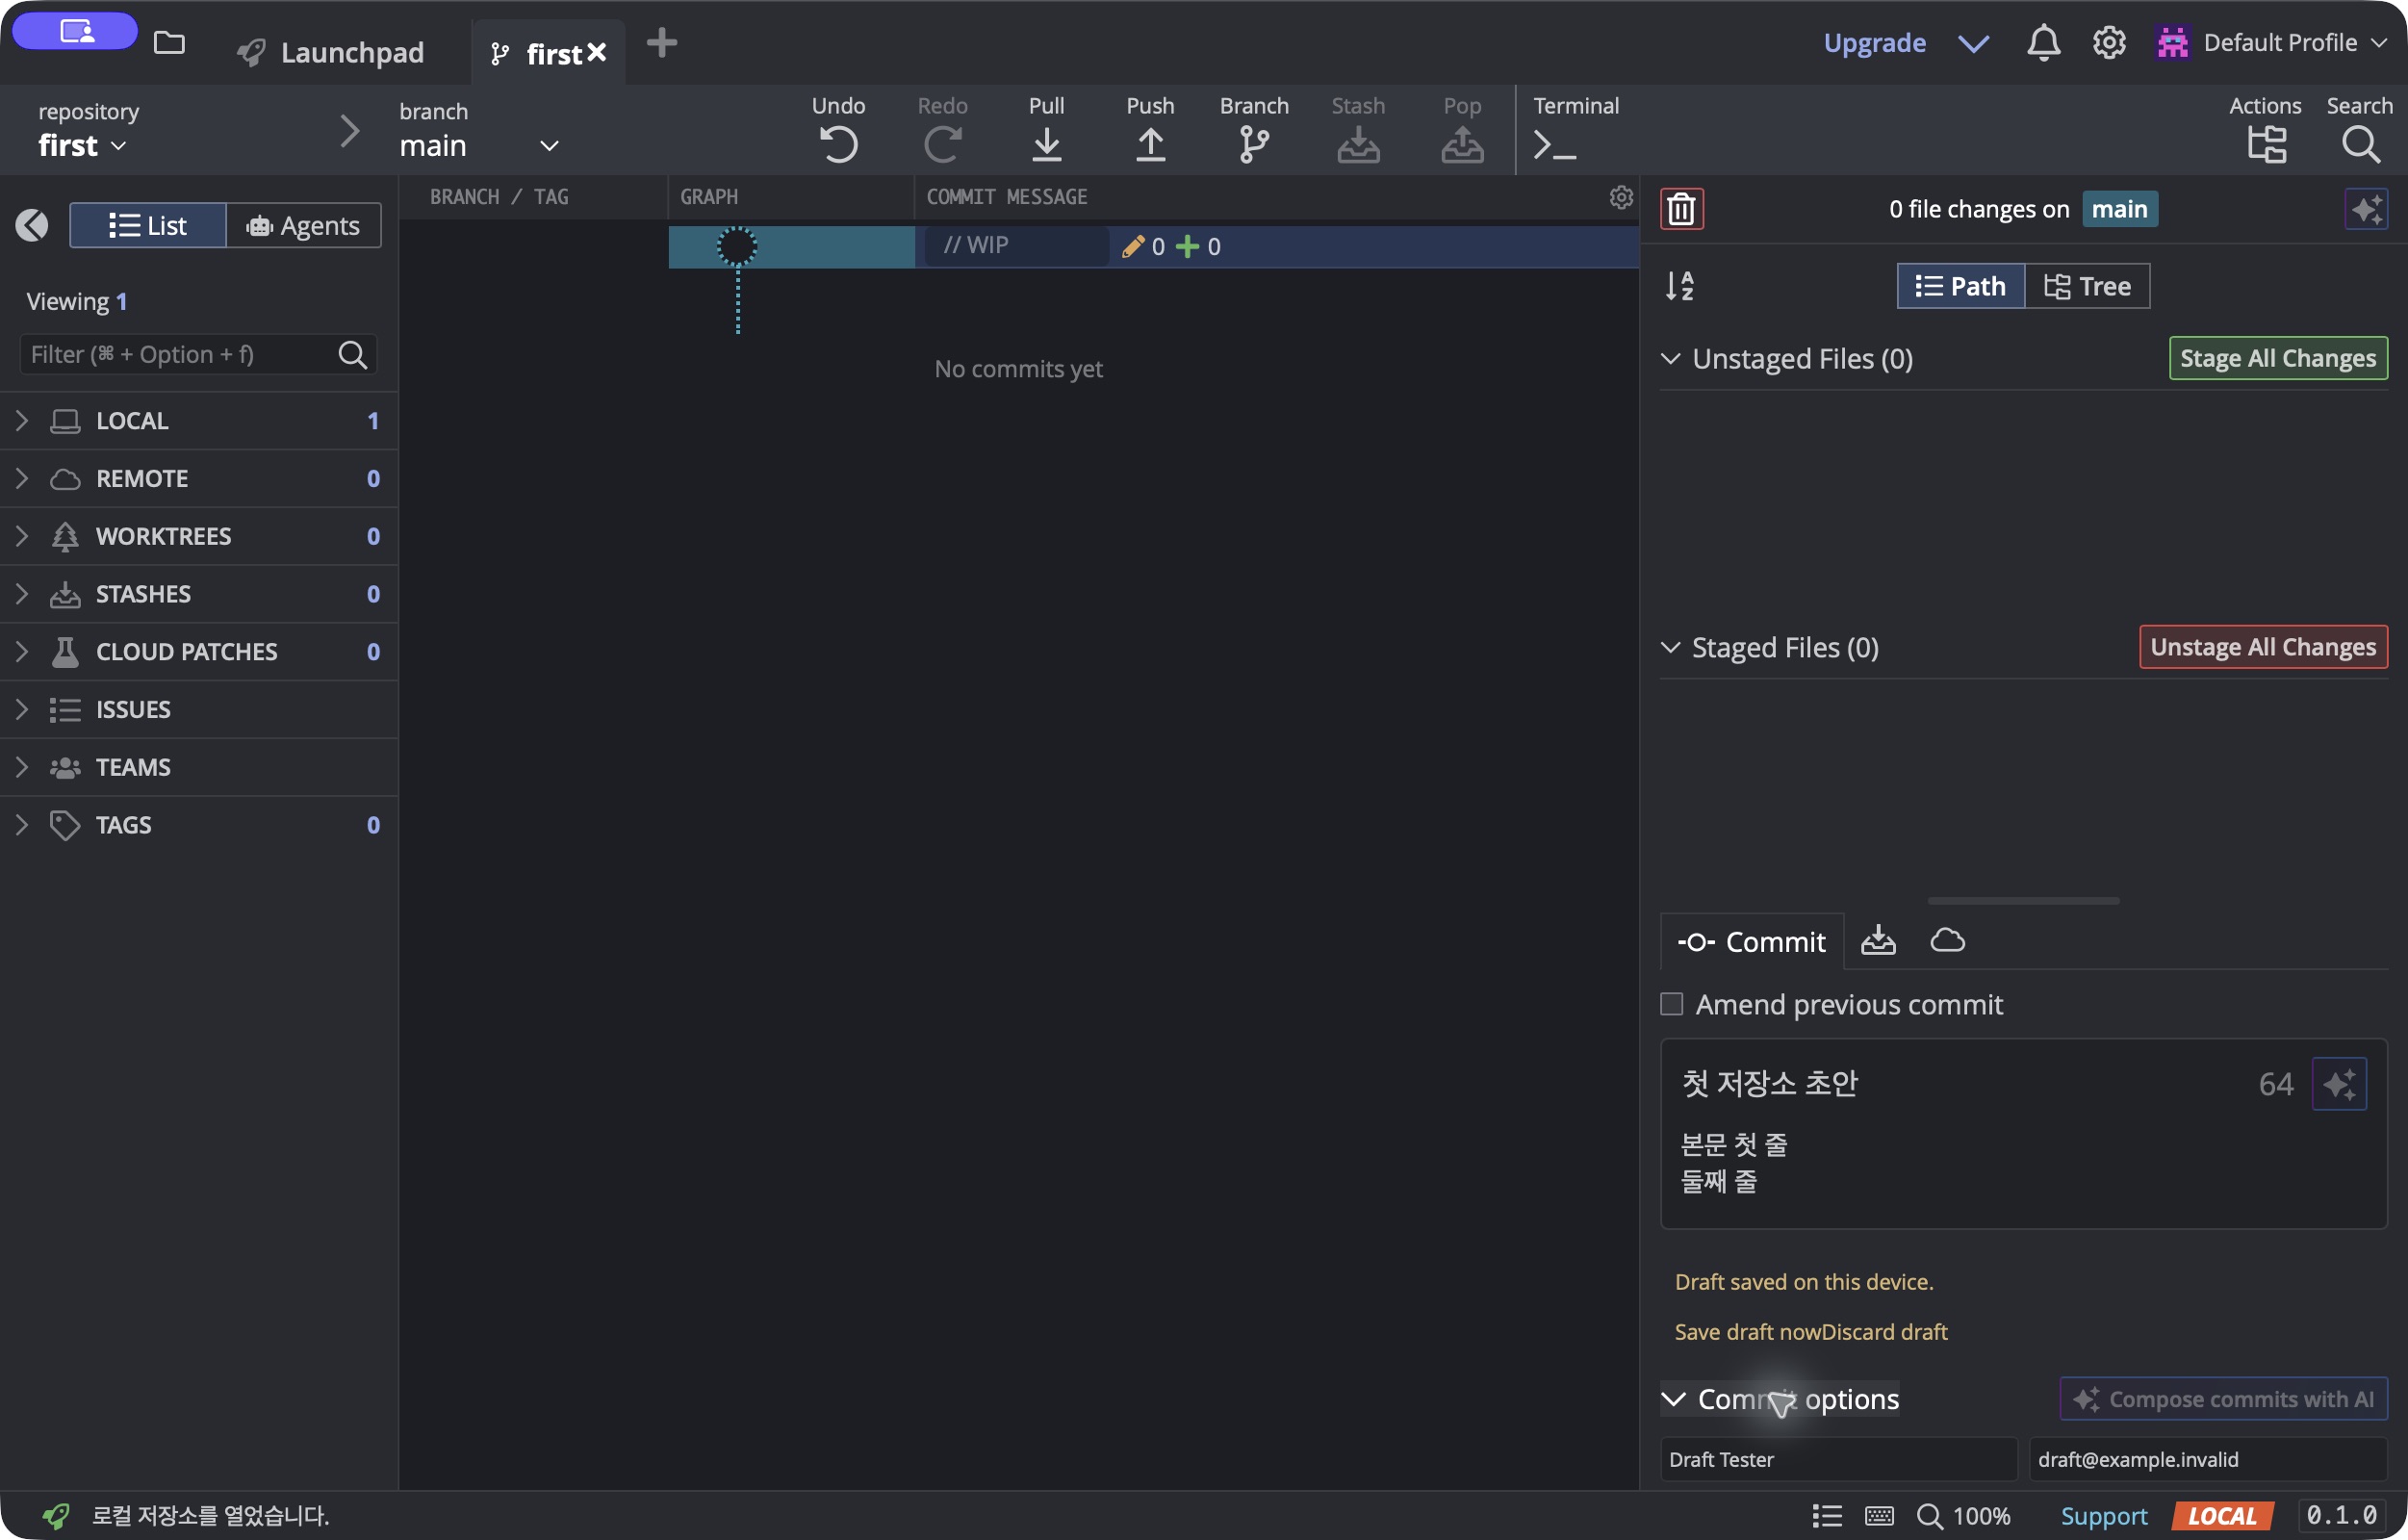 Launchpad
first
Upgrade
Default Profile
repository
first
branch
main
Undo
Redo
Pull
Push
Branch
Stash
Pop
Terminal
Actions
Search
List
Agents
Viewing 1
Filter (⌘ + Option + f)
LOCAL 1
REMOTE 0
WORKTREES 0
STASHES 0
CLOUD PATCHES 0
ISSUES
TEAMS
TAGS 0
BRANCH / TAG
GRAPH
COMMIT MESSAGE
// WIP
0
0
No commits yet
0 file changes on main
Path
Tree
Unstaged Files (0)
Stage All Changes
Staged Files (0)
Unstage All Changes
Commit
Amend previous commit
첫 저장소 초안
64
본문 첫 줄
둘째 줄
Draft saved on this device.
Save draft nowDiscard draft
Commit options
Compose commits with AI
Draft Tester
draft@example.invalid
로컬 저장소를 열었습니다.
100%
Support
LOCAL
0.1.0